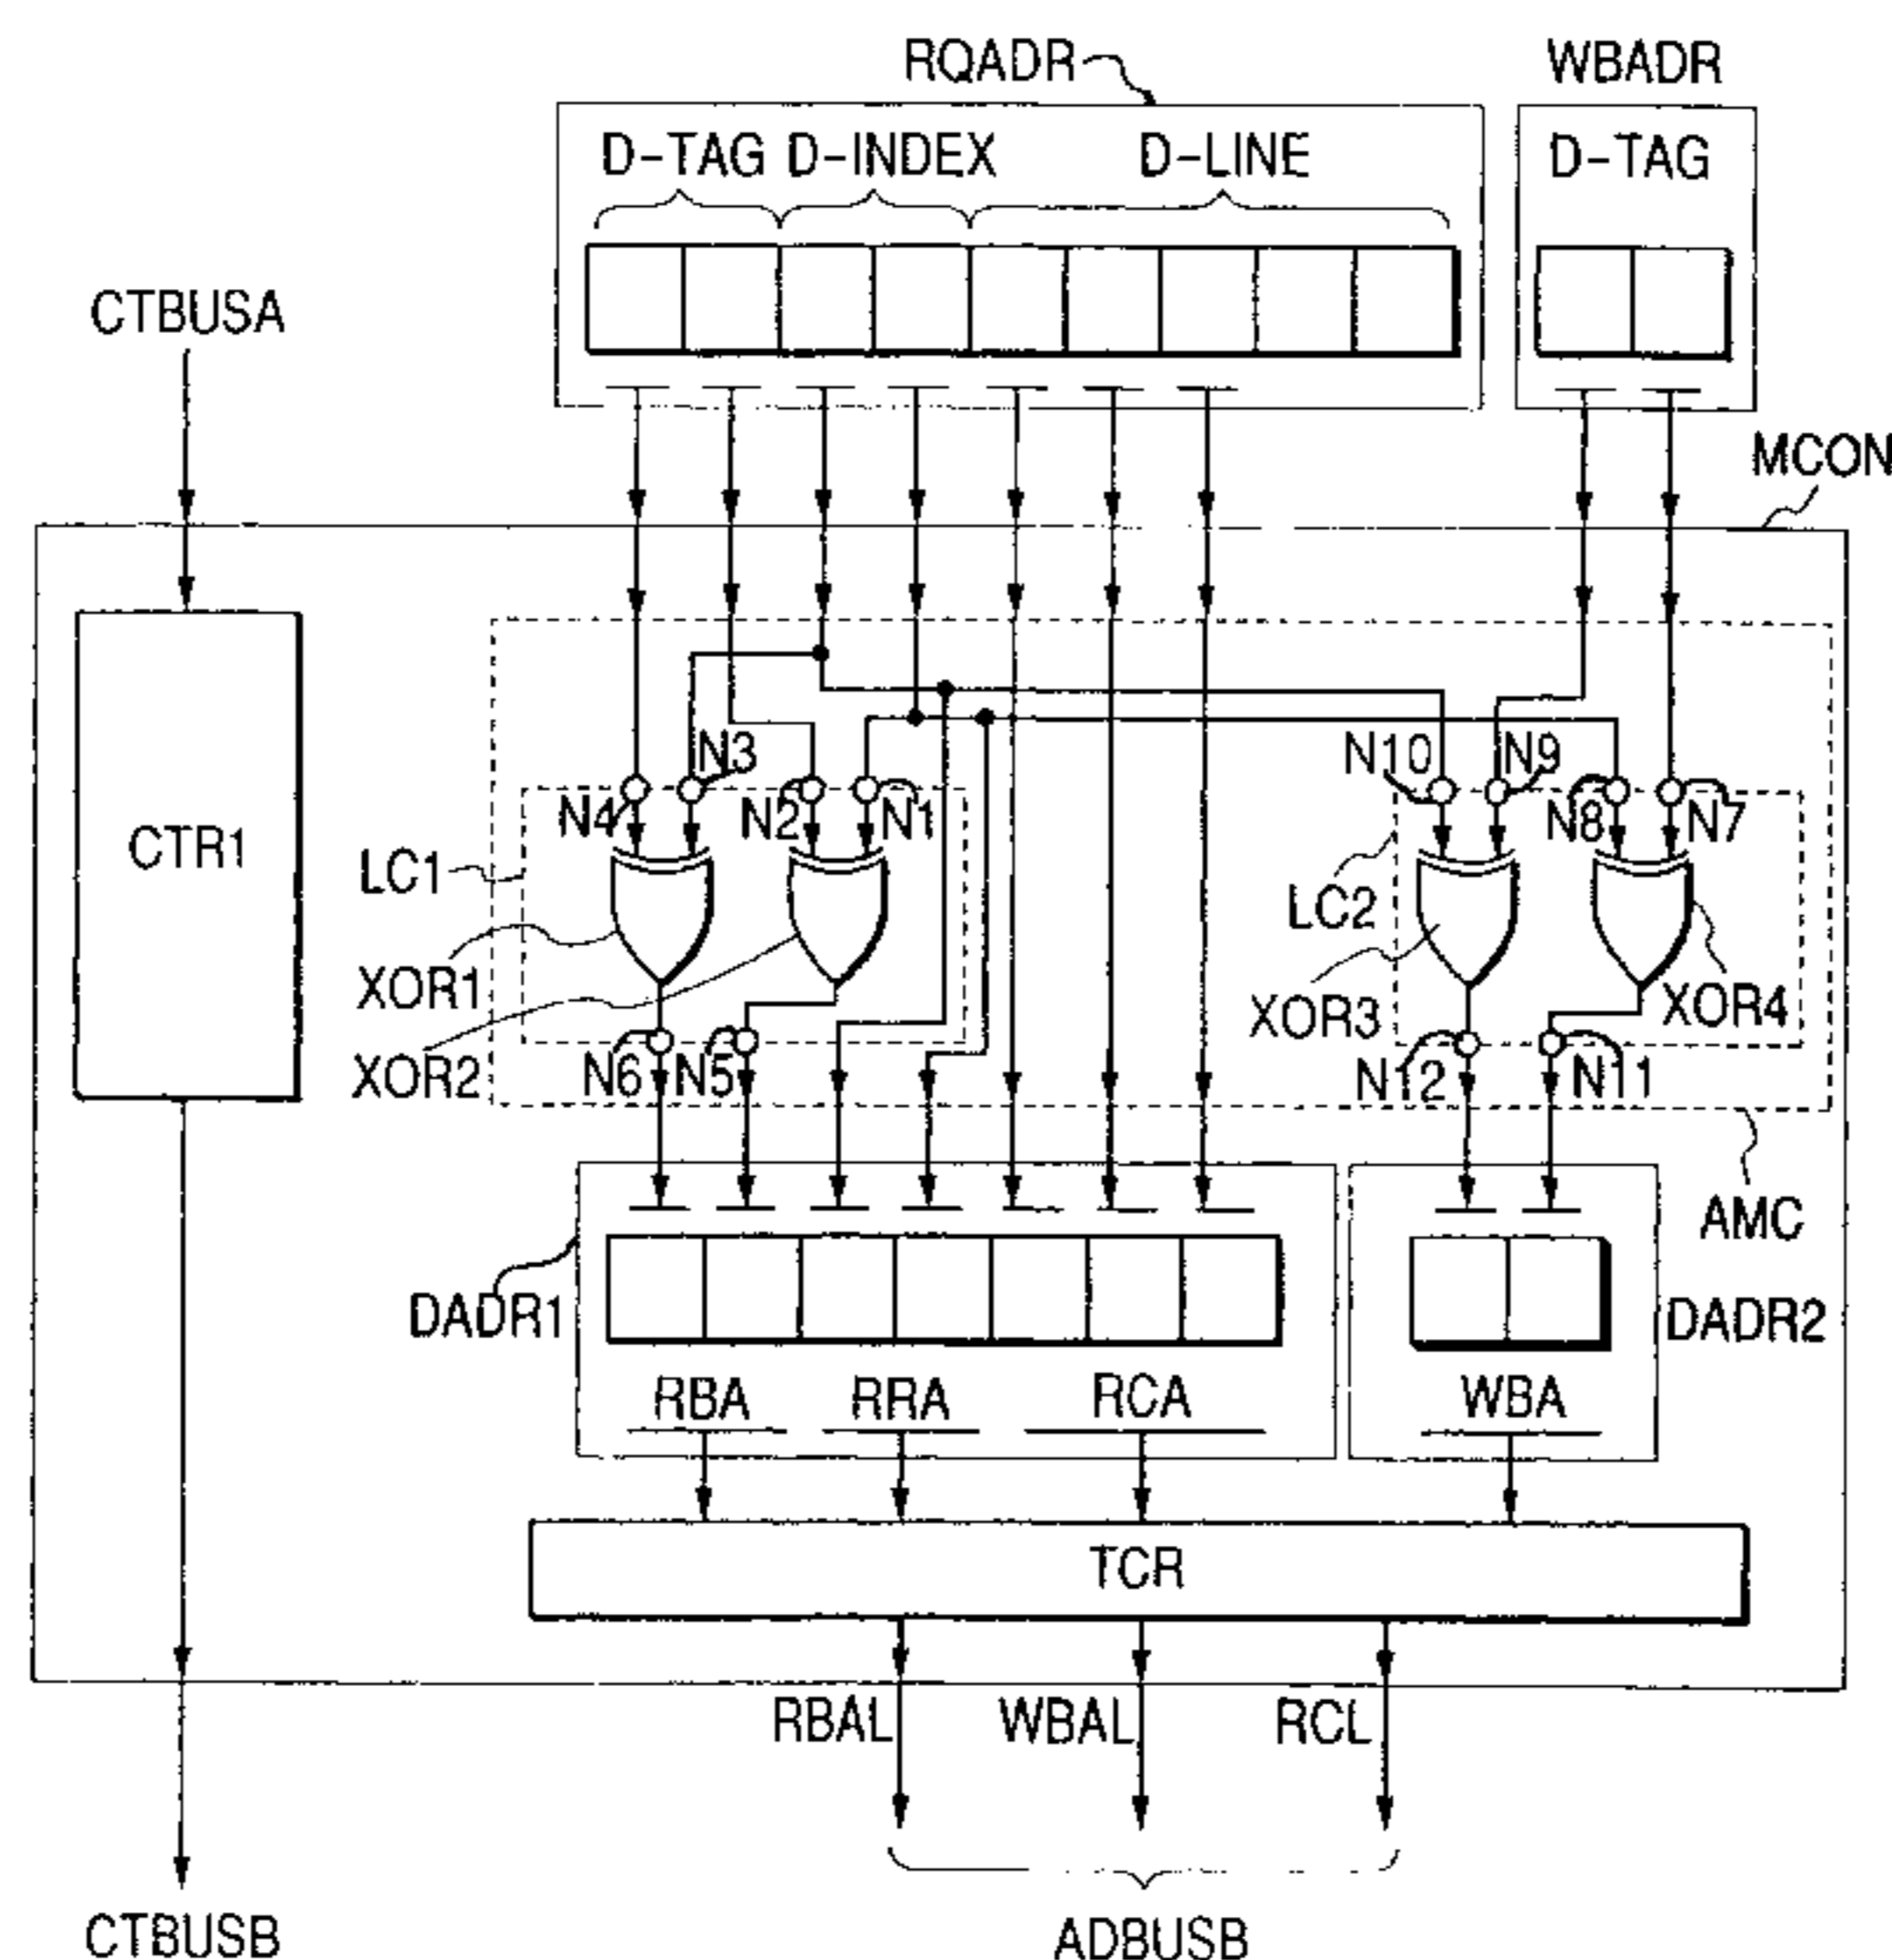 RQADR
WBADR
D-TAG
D-INDEX
D-LINE
D-TAG
CTBUSA
MCON
N3
N10
N9
N4
N2
N1
N8
N7
CTR1
LC1
LC2
XOR1
XOR3
XOR4
XOR2
N6
N5
N12
N11
AMC
DADR1
DADR2
RBA
RRA
RCA
WBA
TCR
RBAL
WBAL
RCL
CTBUSB
ADBUSB